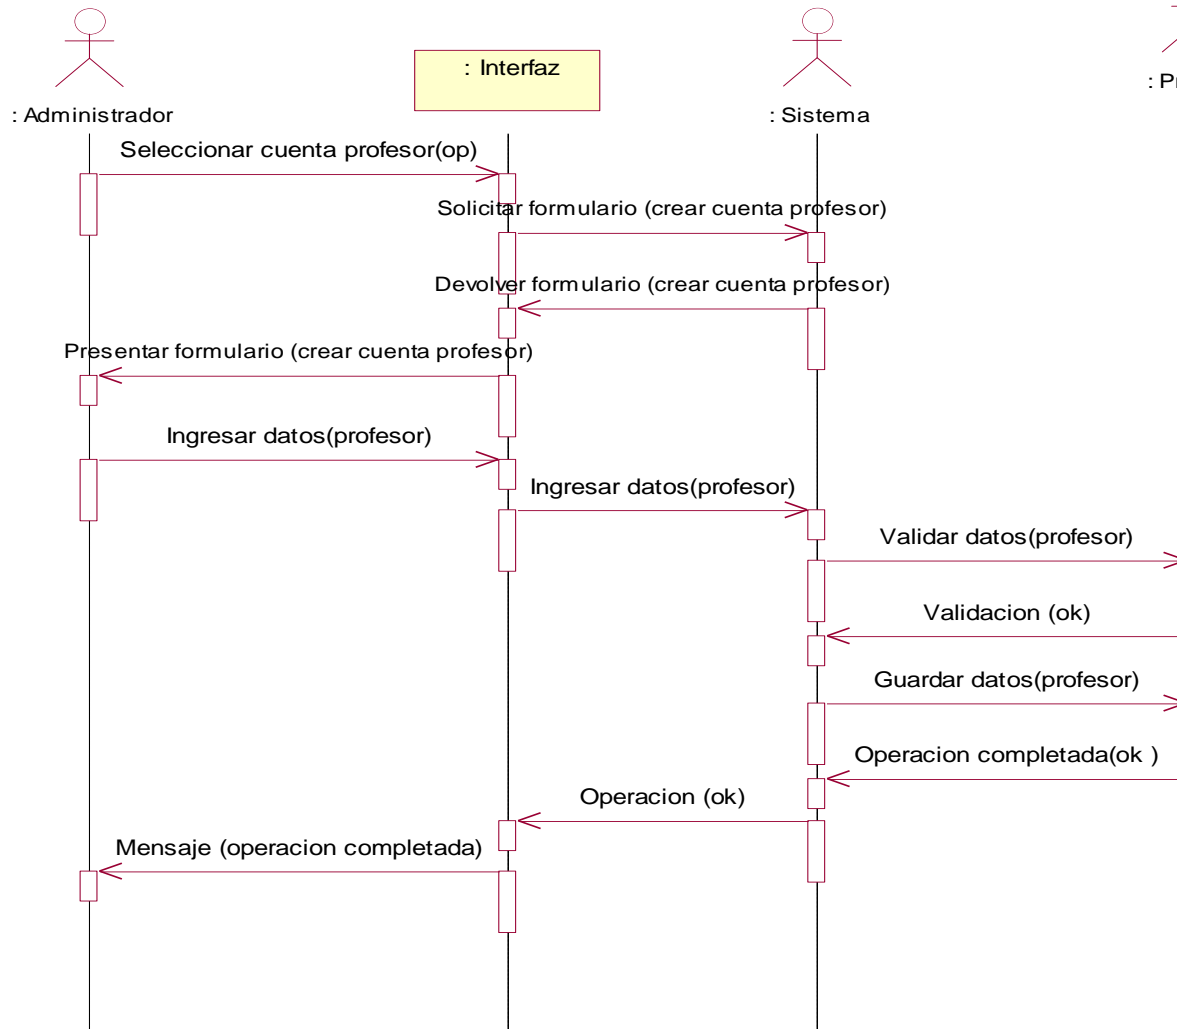 : Interfaz
: Pr
: Administrador
: Sistema
Seleccionar cuenta profesor(op)
Solicitar formulario (crear cuenta profesor)
Devolver formulario (crear cuenta profesor)
Presentar formulario (crear cuenta profesor)
Ingresar datos(profesor)
Ingresar datos(profesor)
Validar datos(profesor)
Validacion (ok)
Guardar datos(profesor)
Operacion completada(ok )
Operacion (ok)
Mensaje (operacion completada)